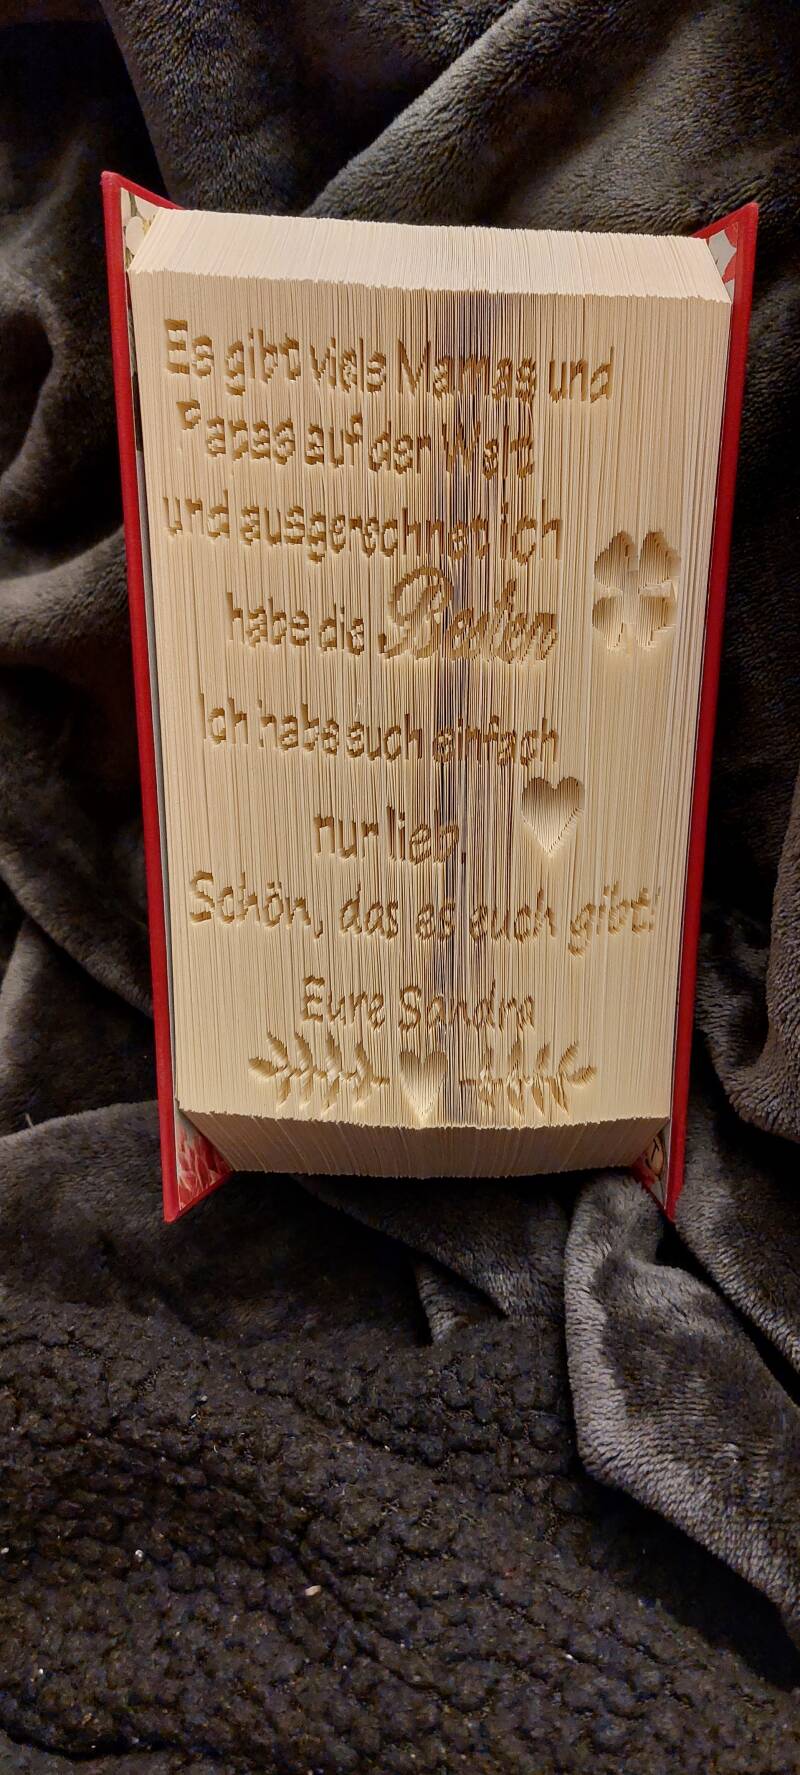 Es gibt viele Mamas und
Papas auf der Welt
und ausgerechnet ich
habe die Besten
Ich habe euch einfach
nur lieb
Schön, das es euch gibt!
Eure Sandra